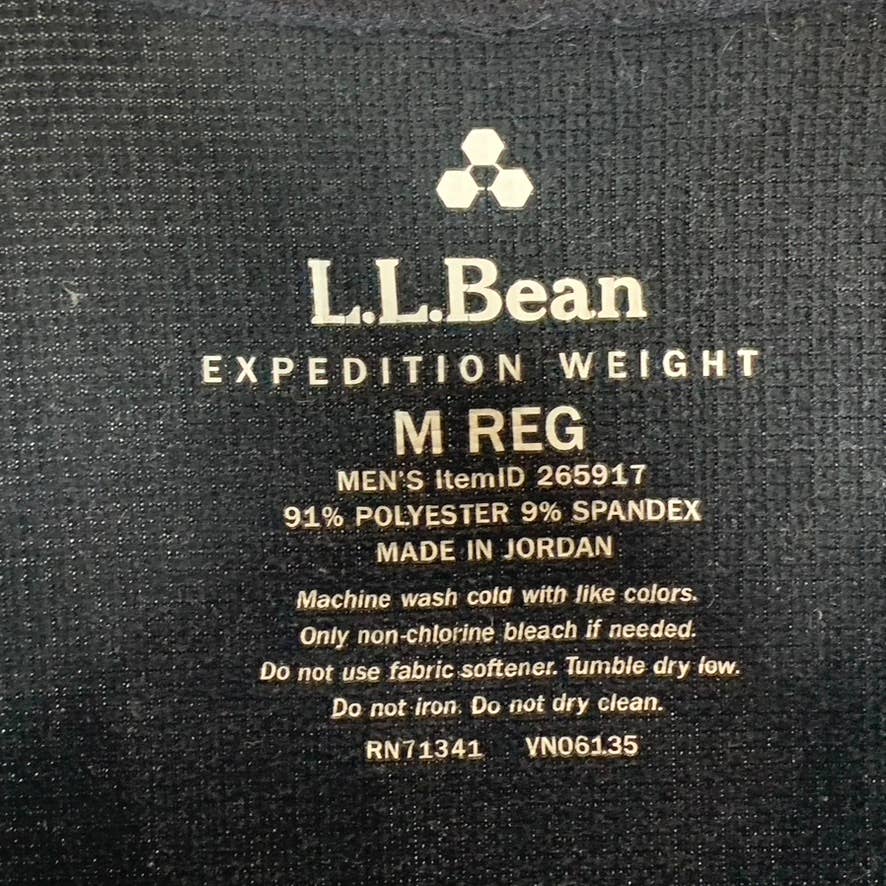 L.L.Bean
EXPEDITION WEIGHT
M REG
MEN'S ItemID 265917
91% POLYESTER 9% SPANDEX
MADE IN JORDAN
Machine wash cold with like colors.
Only non-chlorine bleach if needed.
Do not use fabric softener. Tumble dry low.
Do not iron. Do not dry clean.
RN71341 VN06135